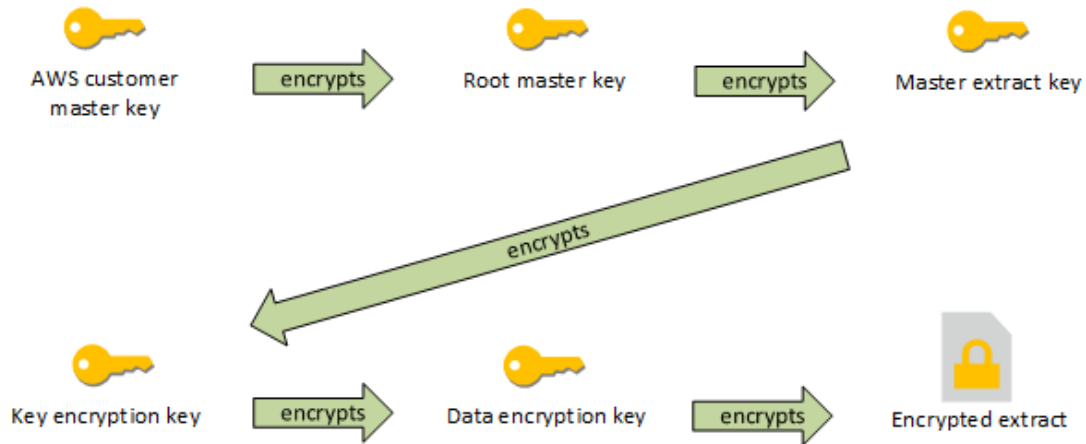 AWS customer
master key
encrypts
Root master key
encrypts
Master extract key
encrypts
Key encryption key
encrypts
Data encryption key
encrypts
Encrypted extract